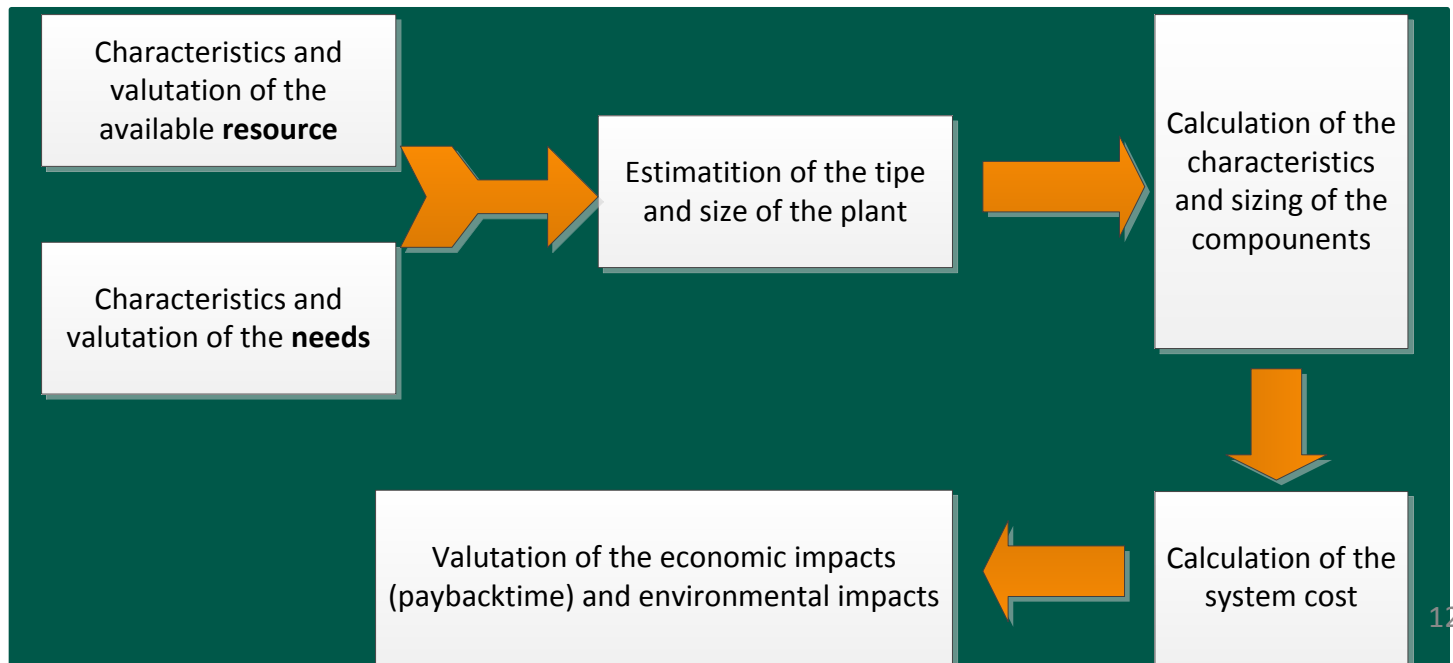 Characteristics and
valutation of the
available resource
Characteristics and
valutation of the needs
Estimatition of the tipe
and size of the plant
Calculation of the
characteristics
and sizing of the
compounents
Calculation of the
system cost
Valutation of the economic impacts
(paybacktime) and environmental impacts
12